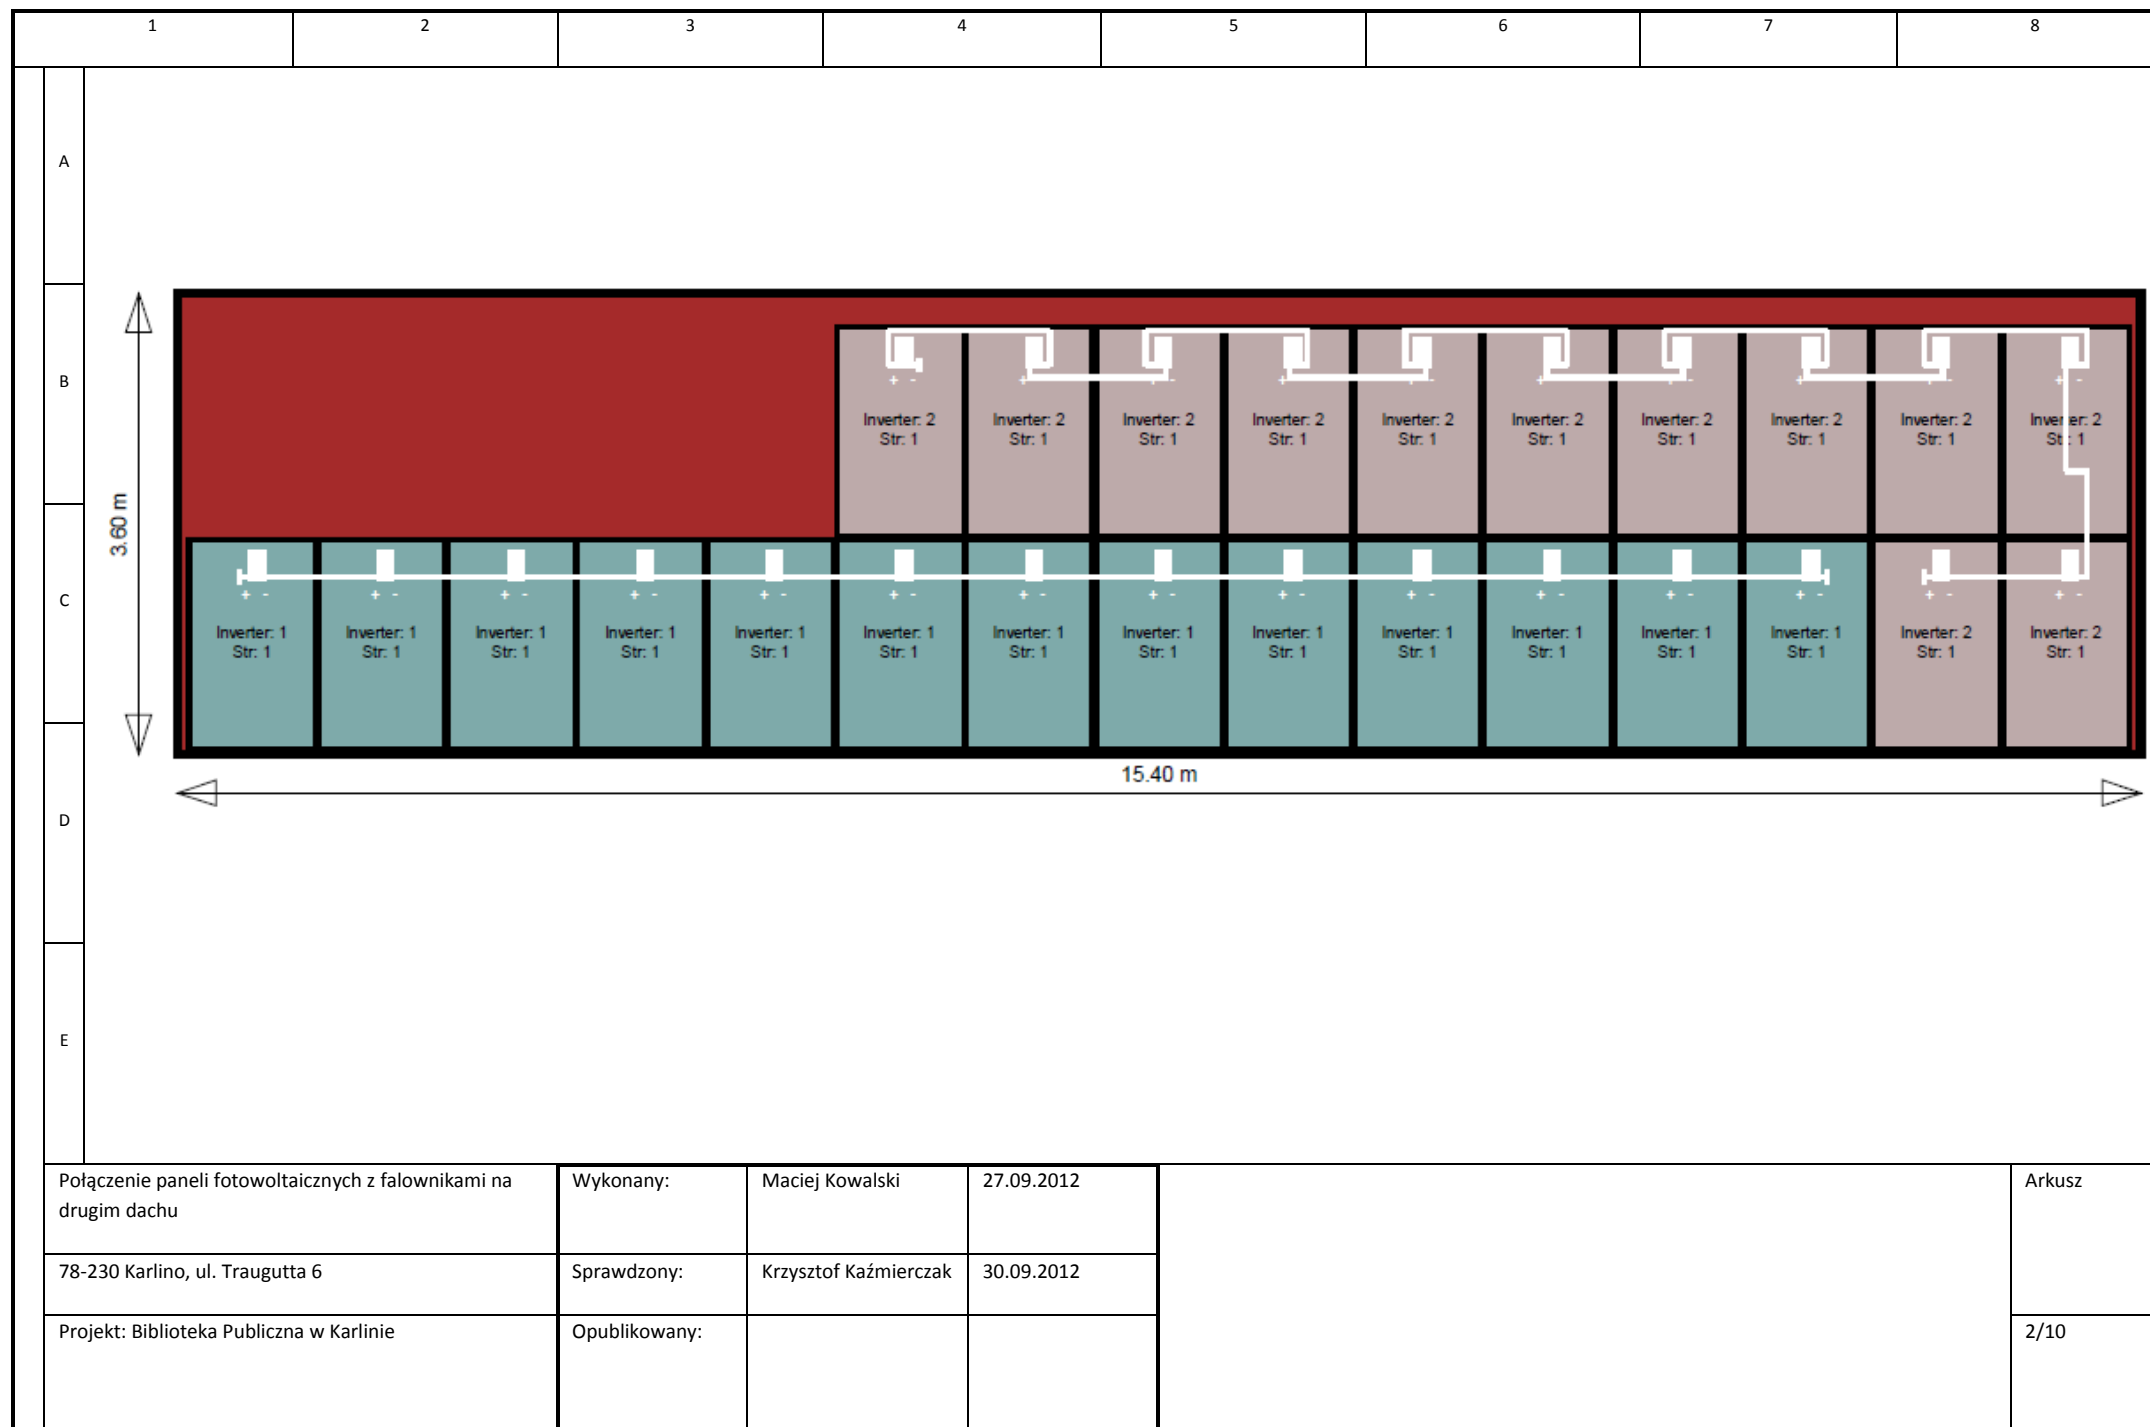 1 2 3 4 5 6 7 8
A
B
C
D
E
3.60 m
+ - + - + - + - + - + - + - + - + - + -
Inverter: 2 Inverter: 2 Inverter: 2 Inverter: 2 Inverter: 2 Inverter: 2 Inverter: 2 Inverter: 2 Inverter: 2 Inverter: 2
Str: 1 Str: 1 Str: 1 Str: 1 Str: 1 Str: 1 Str: 1 Str: 1 Str: 1 Str: 1
+ - + - + - + - + - + - + - + - + - + - + - + - + - + - + -
Inverter: 1 Inverter: 1 Inverter: 1 Inverter: 1 Inverter: 1 Inverter: 1 Inverter: 1 Inverter: 1 Inverter: 1 Inverter: 1 Inverter: 1 Inverter: 1 Inverter: 1 Inverter: 2 Inverter: 2
Str: 1 Str: 1 Str: 1 Str: 1 Str: 1 Str: 1 Str: 1 Str: 1 Str: 1 Str: 1 Str: 1 Str: 1 Str: 1 Str: 1 Str: 1
15.40 m
Połączenie paneli fotowoltaicznych z falownikami na
drugim dachu
Wykonany: Maciej Kowalski 27.09.2012
Arkusz
78-230 Karlino, ul. Traugutta 6
Sprawdzony: Krzysztof Kaźmierczak 30.09.2012
Projekt: Biblioteka Publiczna w Karlinie
Opublikowany:
2/10